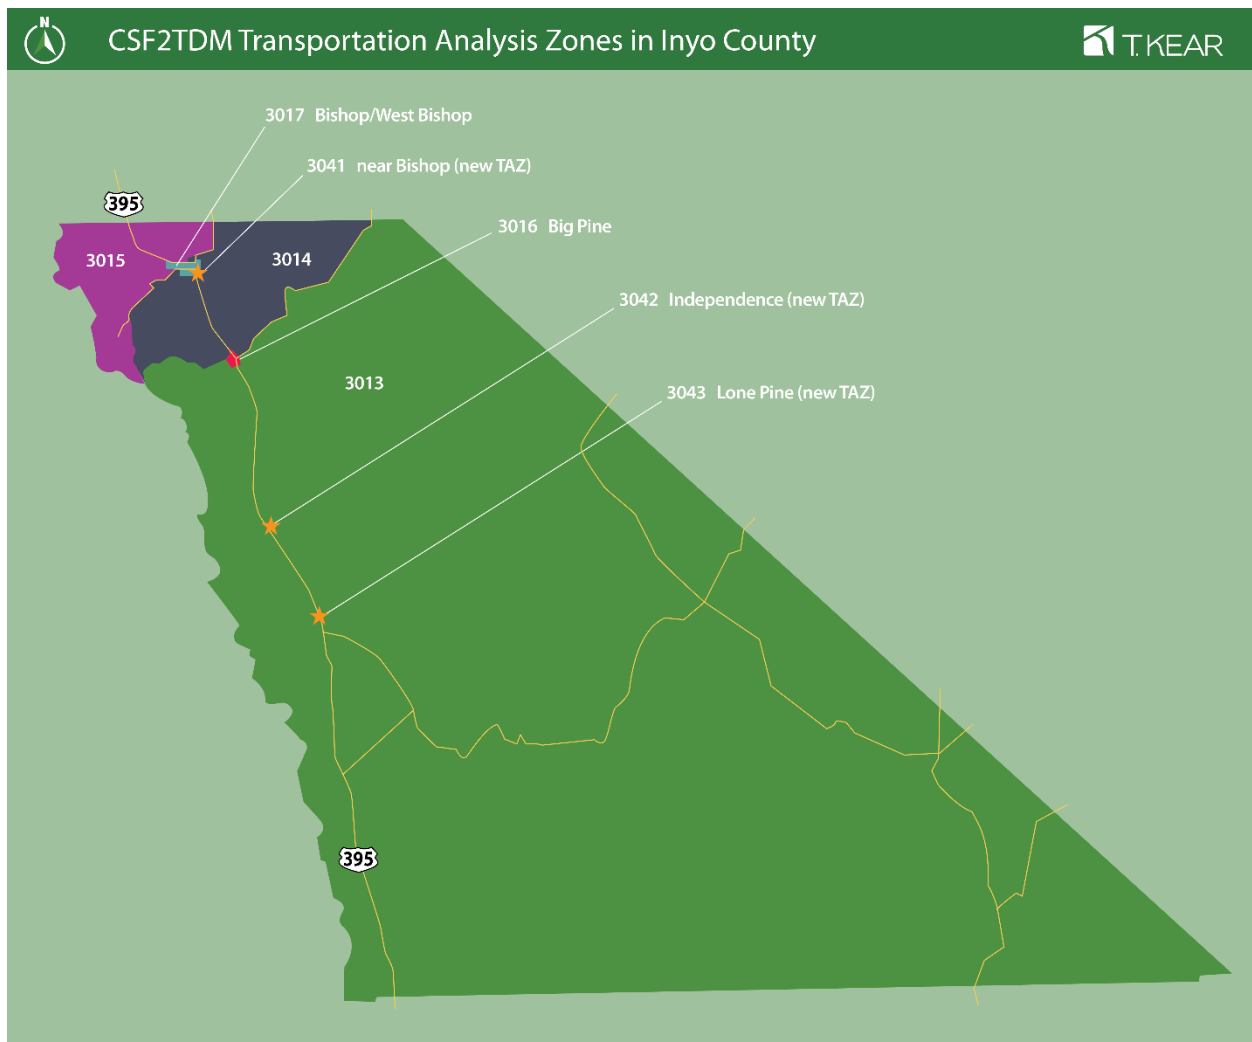 N
CSF2TDM Transportation Analysis Zones in Inyo County
T.KEAR
3017 Bishop/West Bishop
3041 near Bishop (new TAZ)
395
3016 Big Pine
3015
3014
3042 Independence (new TAZ)
3013
3043 Lone Pine (new TAZ)
395